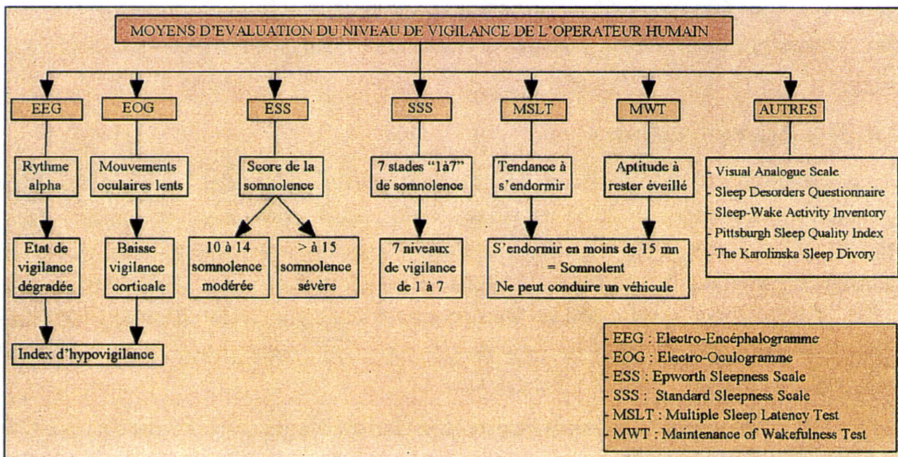 MOYENS D'EVALUATION DU NIVEAU DE VIGILANCE DE L'OPERATEUR HUMAIN
EEG
EOG
ESS
SSS
MSLT
MWT
AUTRES
Rythme
alpha
Mouvements
oculaires lents
Score de la
somnolence
7 stades “1à7”
de somnolence
Tendance à
s'endormir
Aptitude à
rester éveillé
- Visual Analogue Scale
- Sleep Desorders Questionnaire
- Sleep-Wake Activity Inventory
- Pittsburgh Sleep Quality Index
- The Karolinska Sleep Divory
Etat de
vigilance
dégradée
Baisse
vigilance
corticale
10 à 14
somnolence
modérée
> à 15
somnolence
sévère
7 niveaux
de vigilance
de 1 à 7
S'endormir en moins de 15 mn
= Somnolent
Ne peut conduire un véhicule
Index d'hypovigilance
- EEG : Electro-Encéphalogramme
- EOG : Electro-Oculogramme
- ESS : Epworth Sleepness Scale
- SSS : Standard Sleepness Scale
- MSLT : Multiple Sleep Latency Test
- MWT : Maintenance of Wakefulness Test